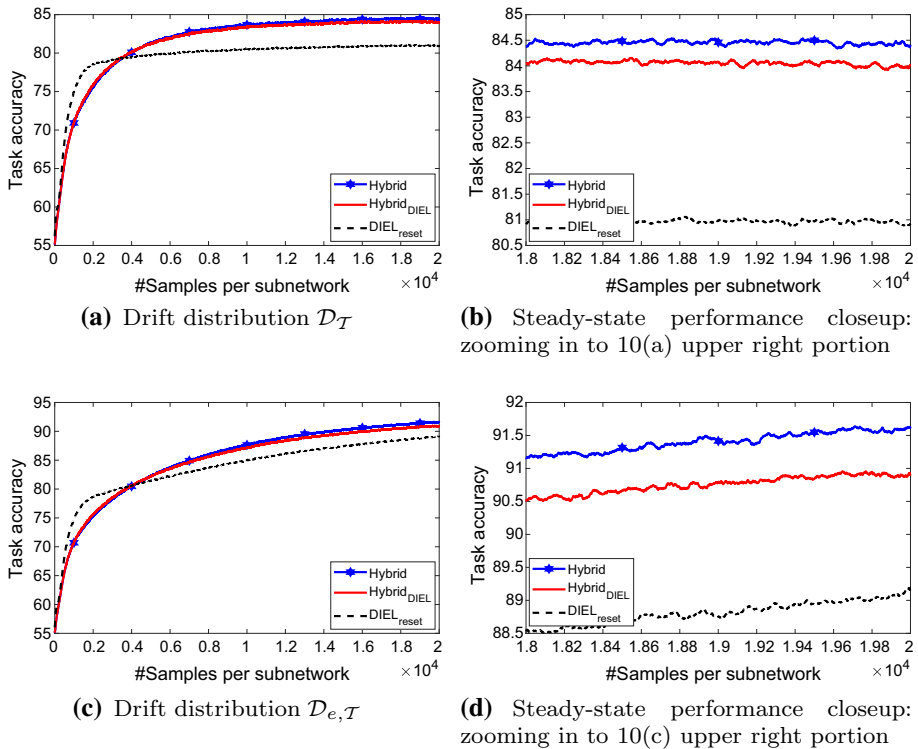 85
80
75
70
65
60
55
Task accuracy
0 0.2 0.4 0.6 0.8 1 1.2 1.4 1.6 1.8 2
×10⁴
#Samples per subnetwork
Hybrid
Hybrid_DIEL
DIEL_reset
(a) Drift distribution 𝒟_𝒯
85
84.5
84
83.5
83
82.5
82
81.5
81
80.5
Task accuracy
1.8 1.82 1.84 1.86 1.88 1.9 1.92 1.94 1.96 1.98 2
×10⁴
#Samples per subnetwork
Hybrid
Hybrid_DIEL
DIEL_reset
(b) Steady-state performance closeup:
zooming in to 10(a) upper right portion
95
90
85
80
75
70
65
60
55
Task accuracy
0 0.2 0.4 0.6 0.8 1 1.2 1.4 1.6 1.8 2
×10⁴
#Samples per subnetwork
Hybrid
Hybrid_DIEL
DIEL_reset
(c) Drift distribution 𝒟_{e,𝒯}
92
91.5
91
90.5
90
89.5
89
88.5
Task accuracy
1.8 1.82 1.84 1.86 1.88 1.9 1.92 1.94 1.96 1.98 2
×10⁴
#Samples per subnetwork
Hybrid
Hybrid_DIEL
DIEL_reset
(d) Steady-state performance closeup:
zooming in to 10(c) upper right portion